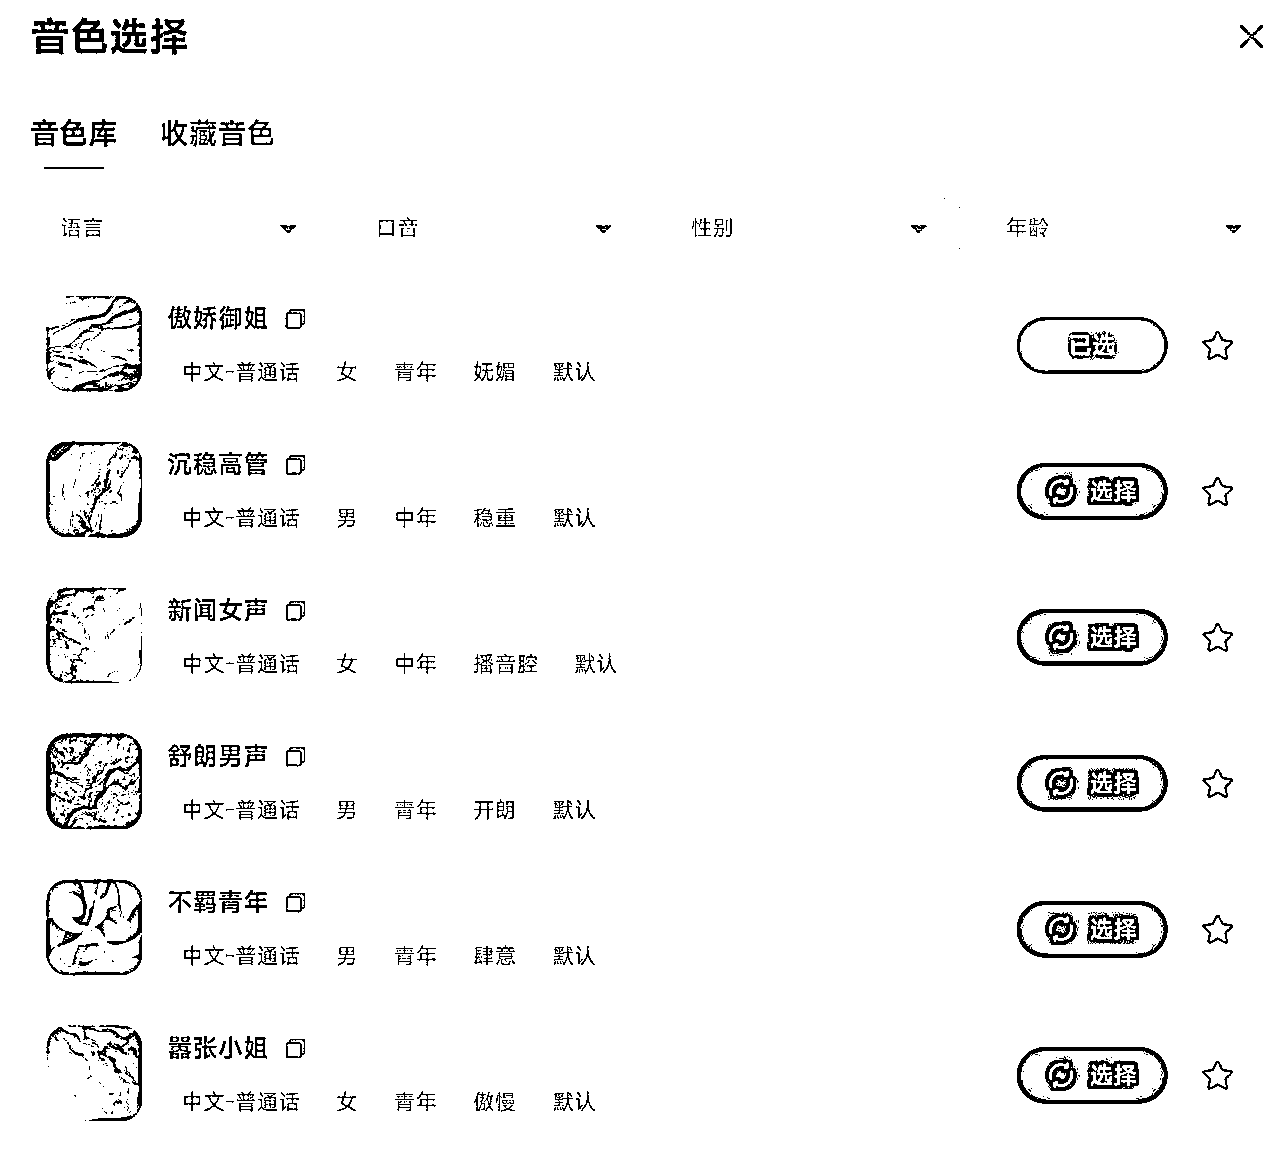 音色选择
音色库 收藏音色
语言 口音 性别 年龄
傲娇御姐
已选
中文-普通话 女 青年 妩媚 默认
沉稳高管
选择
中文-普通话 男 中年 稳重 默认
新闻女声
选择
中文-普通话 女 中年 播音腔 默认
舒朗男声
选择
中文-普通话 男 青年 开朗 默认
不羁青年
选择
中文-普通话 男 青年 肆意 默认
嚣张小姐
选择
中文-普通话 女 青年 傲慢 默认